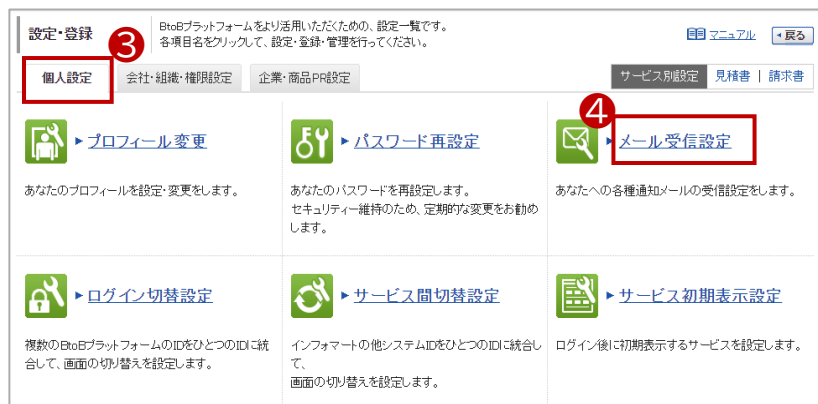 設定・登録
BtoBプラットフォームをより活用いただくための、設定一覧です。
各項目名をクリックして、設定・登録・管理を行ってください。
マニュアル
戻る
3
個人設定
会社・組織・権限設定
企業・商品PR設定
サービス別設定
見積書 | 請求書
4
プロフィール変更
パスワード再設定
メール受信設定
あなたのプロフィールを設定・変更をします。
あなたのパスワードを再設定します。
セキュリティー維持のため、定期的な変更をお勧め
します。
あなたへの各種通知メールの受信設定をします。
ログイン切替設定
サービス間切替設定
サービス初期表示設定
複数のBtoBプラットフォームのIDをひとつのIDに統
合して、画面の切り替えを設定します。
インフォマートの他システムIDをひとつのIDに統合し
て、
画面の切り替えを設定します。
ログイン後に初期表示するサービスを設定します。